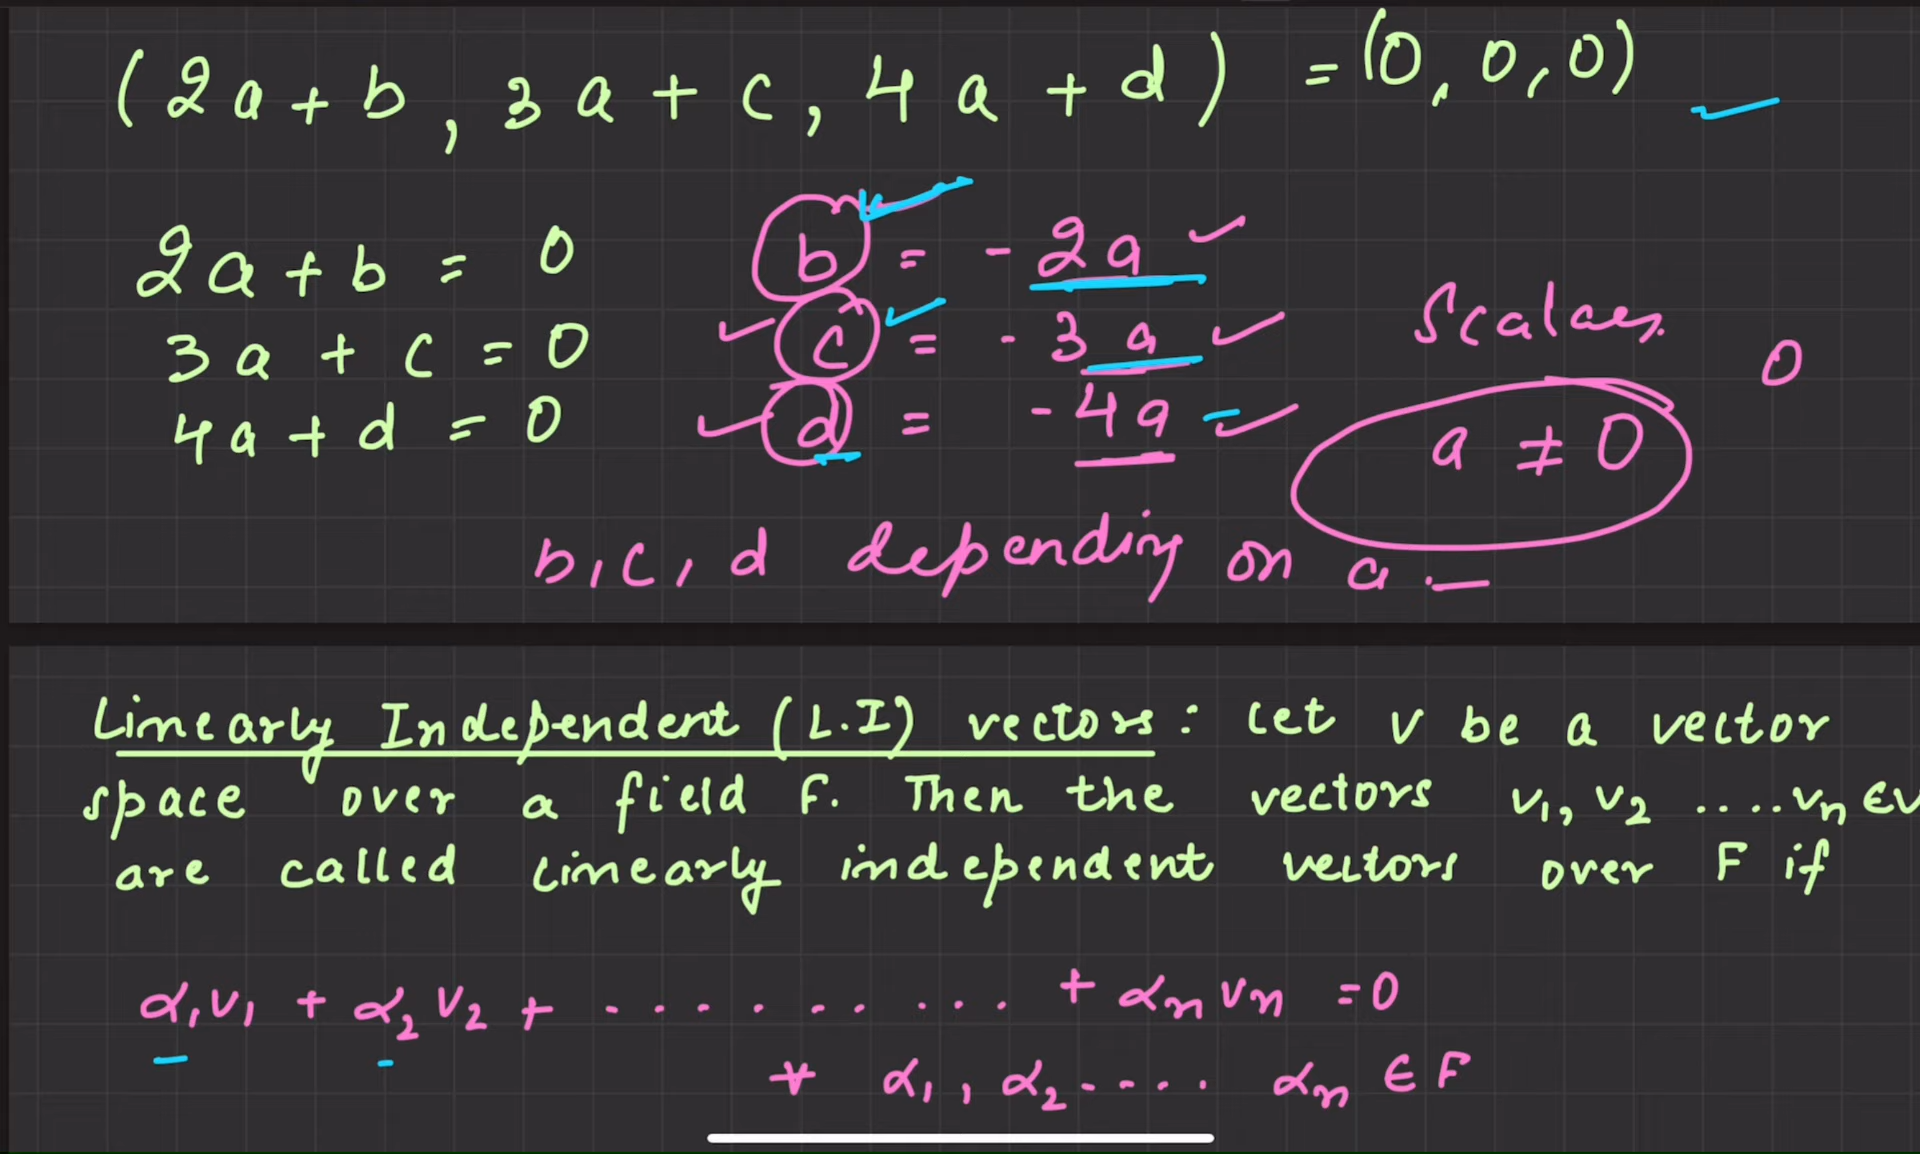 (2a+b, 3a+c, 4a+d) = (0,0,0)
2a+b = 0 b = -2a
3a + c = 0 c = -3a Scalars 0
4a+d = 0 d = -4a a ≠ 0
b, c, d depending on a.
Linearly Independent (L.I) vectors: Let V be a vector
space over a field F. Then the vectors v₁, v₂ ....vₙ ∈V
are called linearly independent vectors over F if
α₁v₁ + α₂v₂ + ............ + αₙvₙ = 0
∀ α₁, α₂ ..... αₙ ∈ F